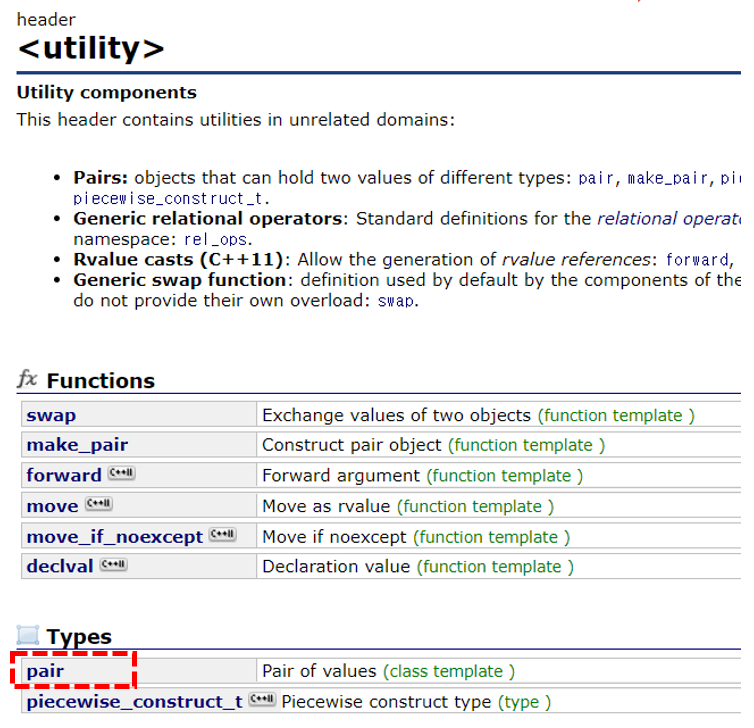 header
<utility>
Utility components
This header contains utilities in unrelated domains:
• Pairs: objects that can hold two values of different types: pair, make_pair,
piecewise_construct_t.
• Generic relational operators: Standard definitions for the relational
namespace: rel_ops.
• Rvalue casts (C++11): Allow the generation of rvalue references: forward,
• Generic swap function: definition used by default by the components of the
do not provide their own overload: swap.
fx Functions
swap Exchange values of two objects (function template )
make_pair Construct pair object (function template )
forward C++11 Forward argument (function template )
move C++11 Move as rvalue (function template )
move_if_noexcept C++11 Move if noexcept (function template )
declval C++11 Declaration value (function template )
Types
pair Pair of values (class template )
piecewise_construct_t C++11 Piecewise construct type (type )